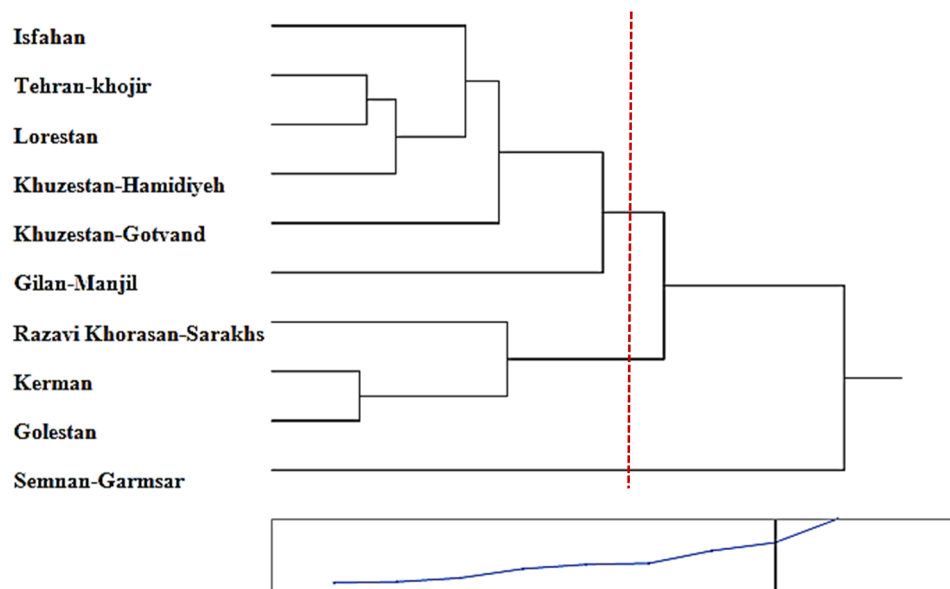 Isfahan
Tehran-khojir
Lorestan
Khuzestan-Hamidiyeh
Khuzestan-Gotvand
Gilan-Manjil
Razavi Khorasan-Sarakhs
Kerman
Golestan
Semnan-Garmsar